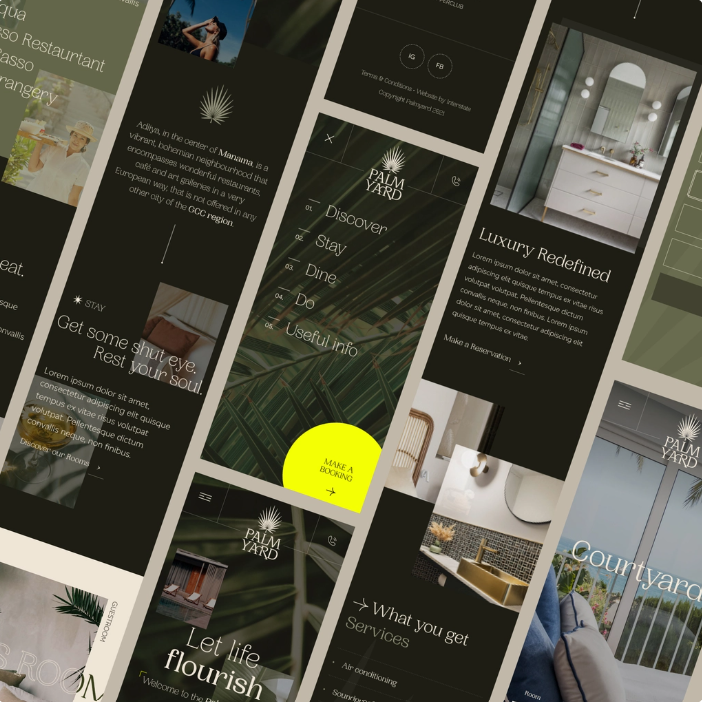 qua
sso Restaurtant
asso
rangery
eat.
Aditya, in the center of Manama, is a
vibrant, bohemian neighbourhood that
encompasses wonderful restaurants,
café and art galleries in a very
European way, that is not offered in any
other city of the GCC region.
STAY
Get some shut eye.
Rest your soul.
Lorem ipsum dolor sit amet,
consectetur adipiscing elit quisque
tempus ex vitae risus volutpat
volutpat. Pellentesque dictum
convallis neque, non finibus.
Discover our Rooms
S ROOM
GUESTROOM
IG
FB
Terms & Conditions - Website by Interstate
Copyright Palmyard 2021
PALM
YARD
01. Discover
02. Stay
03. Dine
04. Do
05. Useful info
MAKE A
BOOKING
PALM
YARD
Let life
flourish
Welcome to the
Luxury Redefined
Lorem ipsum dolor sit amet, consectetur
adipiscing elit quisque tempus ex vitae risus
volutpat volutpat. Pellentesque dictum
convallis neque, non finibus. Lorem ipsum
dolor sit amet, consectetur adipiscing elit
quisque tempus ex vitae.
Make a Reservation
What you get
Services
Air conditioning
PALM
YARD
Courtyard
Room